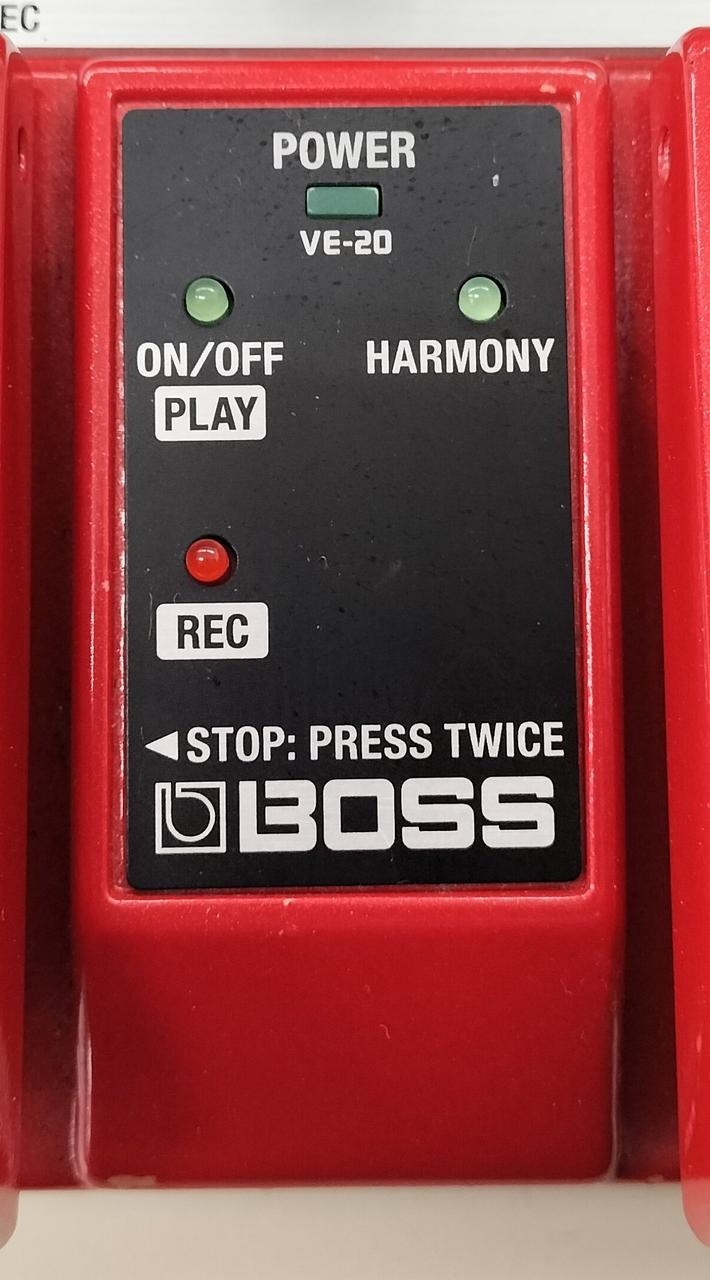 EC
POWER
VE-20
ON/OFF HARMONY
PLAY
REC
◀STOP: PRESS TWICE
BOSS